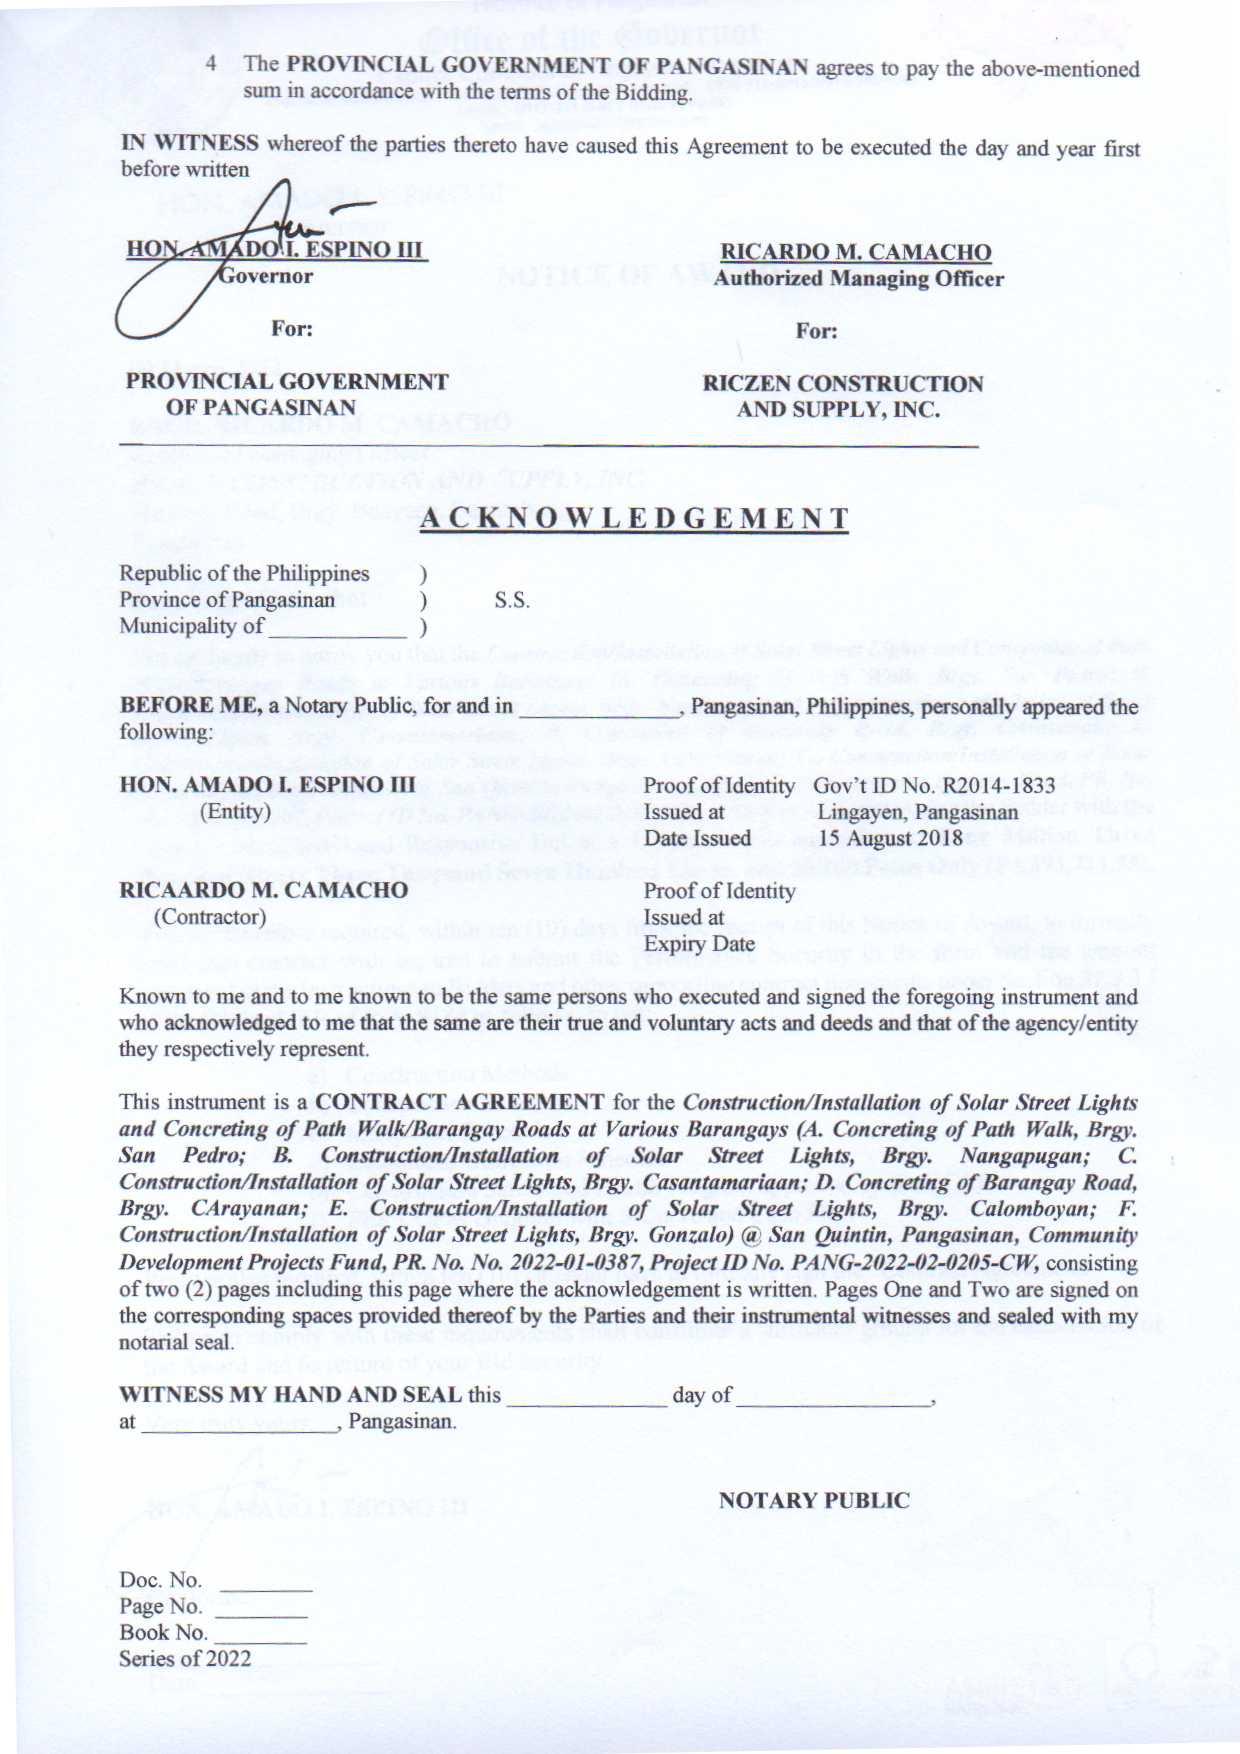 4 The PROVINCIAL GOVERNMENT OF PANGASINAN agrees to pay the above-mentioned
sum in accordance with the terms of the Bidding.
IN WITNESS whereof the parties thereto have caused this Agreement to be executed the day and year first
before written
HON. AMADO I. ESPINO III
Governor
For:
PROVINCIAL GOVERNMENT
OF PANGASINAN
RICARDO M. CAMACHO
Authorized Managing Officer
For:
RICZEN CONSTRUCTION
AND SUPPLY, INC.
ACKNOWLEDGEMENT
Republic of the Philippines )
Province of Pangasinan ) S.S.
Municipality of ____________ )
BEFORE ME, a Notary Public, for and in ______________, Pangasinan, Philippines, personally appeared the
following:
HON. AMADO I. ESPINO III Proof of Identity Gov't ID No. R2014-1833
(Entity) Issued at Lingayen, Pangasinan
Date Issued 15 August 2018
RICAARDO M. CAMACHO Proof of Identity
(Contractor) Issued at
Expiry Date
Known to me and to me known to be the same persons who executed and signed the foregoing instrument and
who acknowledged to me that the same are their true and voluntary acts and deeds and that of the agency/entity
they respectively represent.
This instrument is a CONTRACT AGREEMENT for the Construction/Installation of Solar Street Lights
and Concreting of Path Walk/Barangay Roads at Various Barangays (A. Concreting of Path Walk, Brgy.
San Pedro; B. Construction/Installation of Solar Street Lights, Brgy. Nangapugan; C.
Construction/Installation of Solar Street Lights, Brgy. Casantamariaan; D. Concreting of Barangay Road,
Brgy. CArayanan; E. Construction/Installation of Solar Street Lights, Brgy. Calomboyan; F.
Construction/Installation of Solar Street Lights, Brgy. Gonzalo) @ San Quintin, Pangasinan, Community
Development Projects Fund, PR. No. No. 2022-01-0387, Project ID No. PANG-2022-02-0205-CW, consisting
of two (2) pages including this page where the acknowledgement is written. Pages One and Two are signed on
the corresponding spaces provided thereof by the Parties and their instrumental witnesses and sealed with my
notarial seal.
WITNESS MY HAND AND SEAL this ______________ day of _________________,
at _________________, Pangasinan.
NOTARY PUBLIC
Doc. No. ________
Page No. ________
Book No. ________
Series of 2022